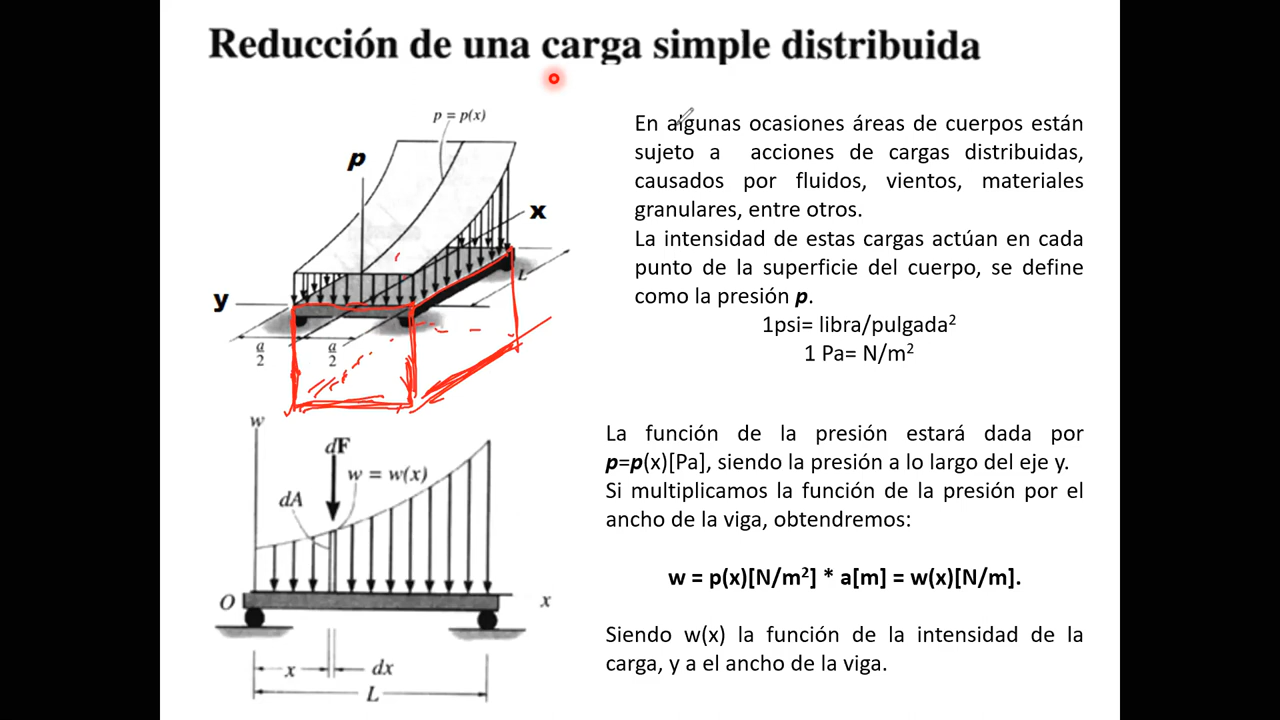 Reducción de una carga simple distribuida
p = p(x)
p
x
y
L
a
2
a
2
En algunas ocasiones áreas de cuerpos están
sujeto a acciones de cargas distribuidas,
causados por fluidos, vientos, materiales
granulares, entre otros.
La intensidad de estas cargas actúan en cada
punto de la superficie del cuerpo, se define
como la presión p.
1psi= libra/pulgada²
1 Pa= N/m²
w
dF
w = w(x)
dA
O
x
x
dx
L
La función de la presión estará dada por
p=p(x)[Pa], siendo la presión a lo largo del eje y.
Si multiplicamos la función de la presión por el
ancho de la viga, obtendremos:
w = p(x)[N/m²] * a[m] = w(x)[N/m].
Siendo w(x) la función de la intensidad de la
carga, y a el ancho de la viga.